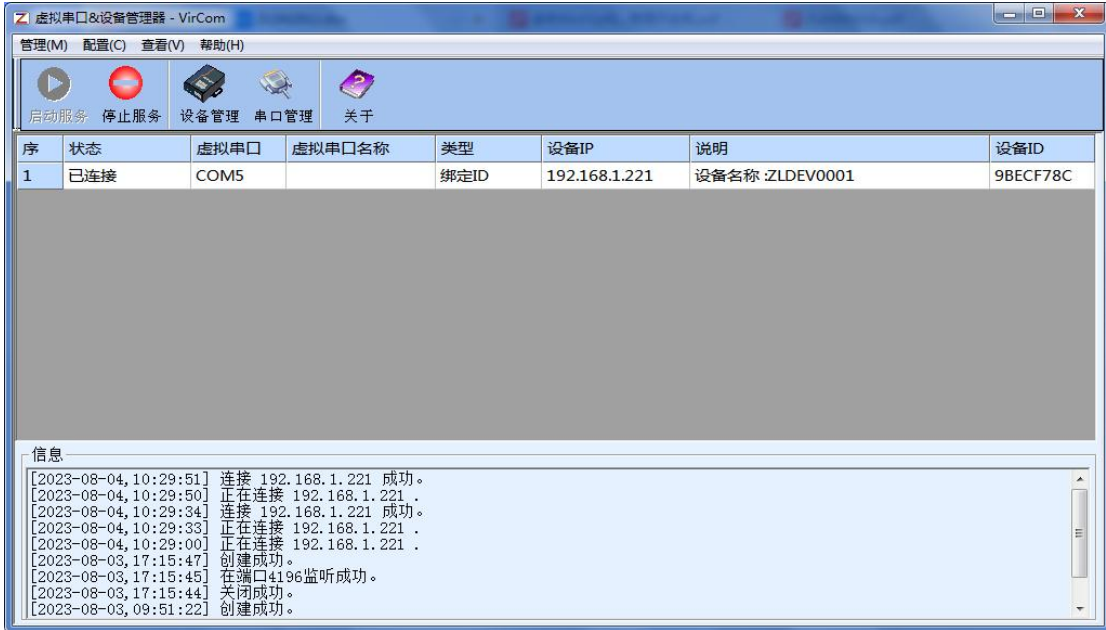 虚拟串口&设备管理器 - VirCom
管理(M) 配置(C) 查看(V) 帮助(H)
启动服务 停止服务 设备管理 串口管理 关于
序 状态 虚拟串口 虚拟串口名称 类型 设备IP 说明 设备ID
1 已连接 COM5 绑定ID 192.168.1.221 设备名称 :ZLDEV0001 9BECF78C
信息
[2023-08-04,10:29:51] 连接 192.168.1.221 成功。
[2023-08-04,10:29:50] 正在连接 192.168.1.221 .
[2023-08-04,10:29:34] 连接 192.168.1.221 成功。
[2023-08-04,10:29:33] 正在连接 192.168.1.221 .
[2023-08-04,10:29:00] 正在连接 192.168.1.221 .
[2023-08-03,17:15:47] 创建成功。
[2023-08-03,17:15:45] 在端口4196监听成功。
[2023-08-03,17:15:44] 关闭成功。
[2023-08-03,09:51:22] 创建成功。